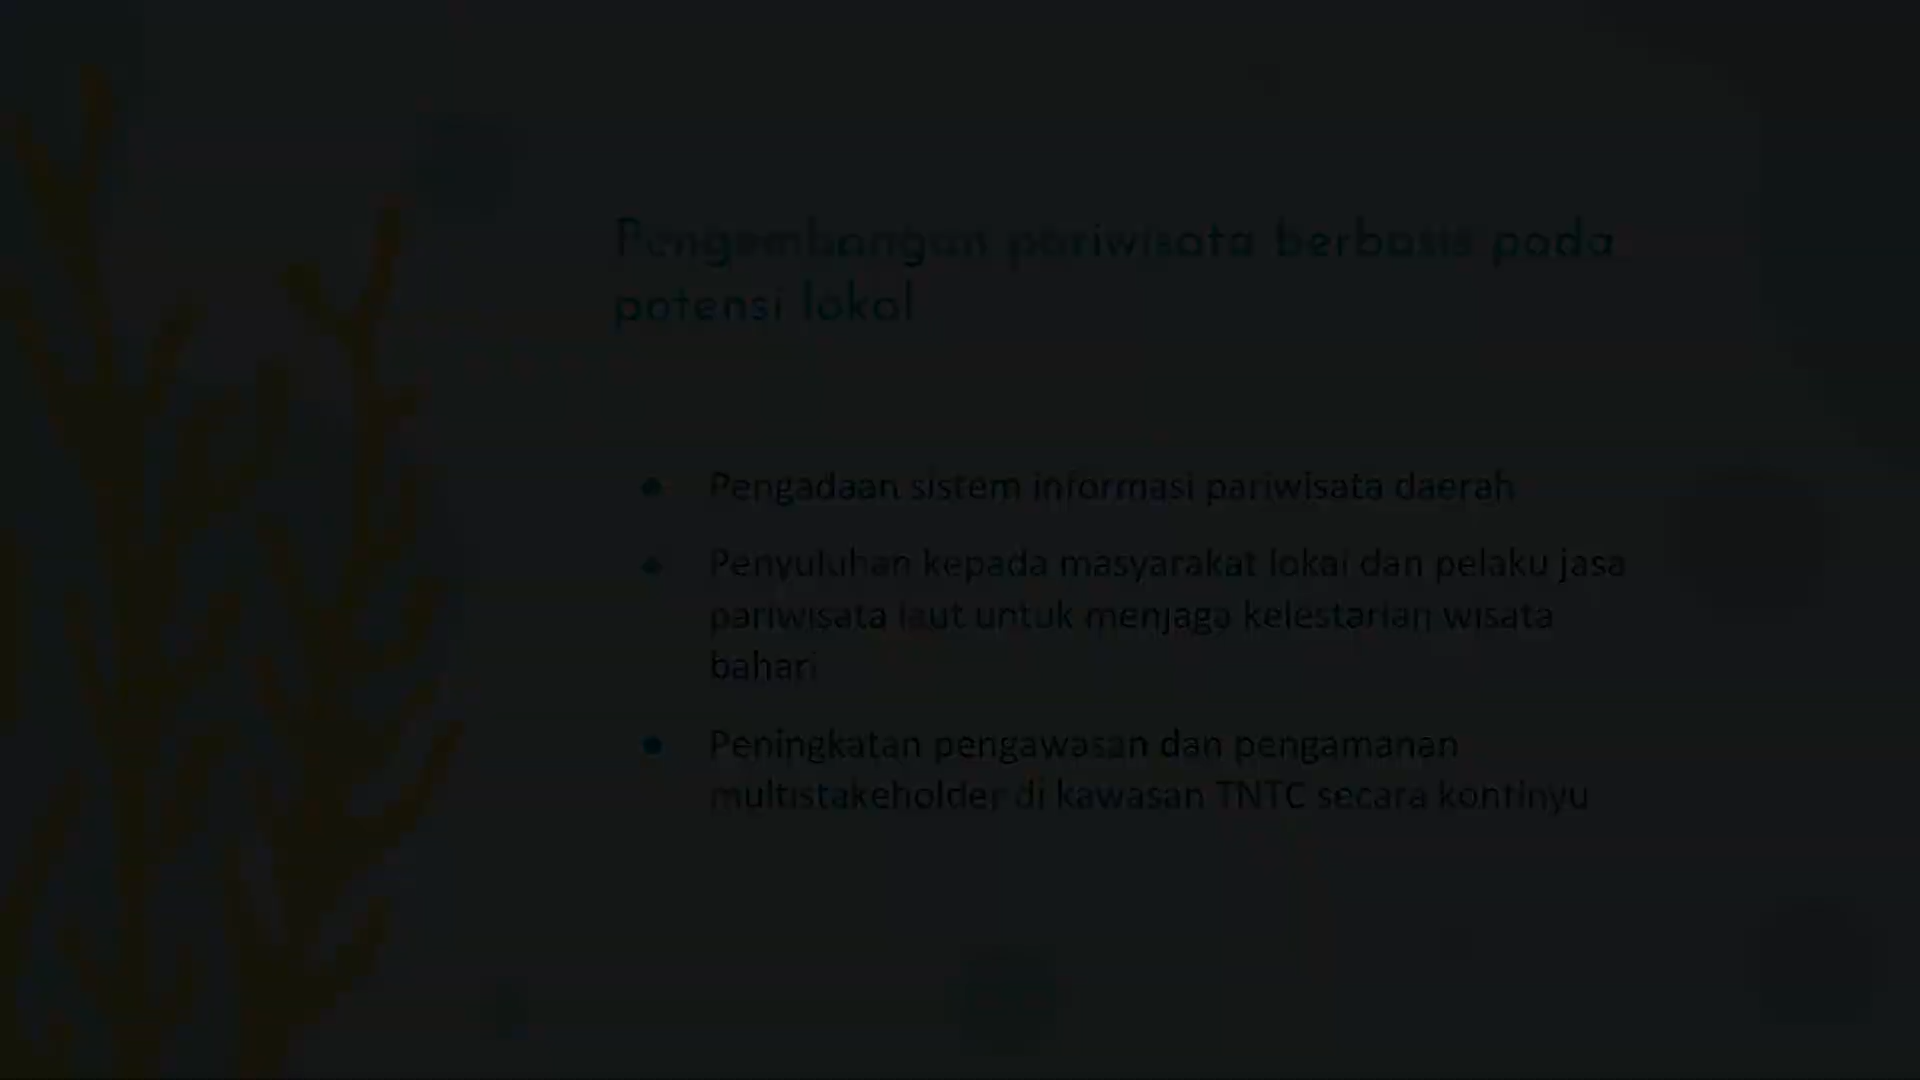 Pengembangan pariwisata berbasis pada
potensi lokal
Pengadaan sistem informasi pariwisata daerah
Penyuluhan kepada masyarakat lokal dan pelaku jasa
pariwisata laut untuk menjaga kelestarian wisata
bahari
Peningkatan pengawasan dan pengamanan
multistakeholder di kawasan TNTC secara kontinyu